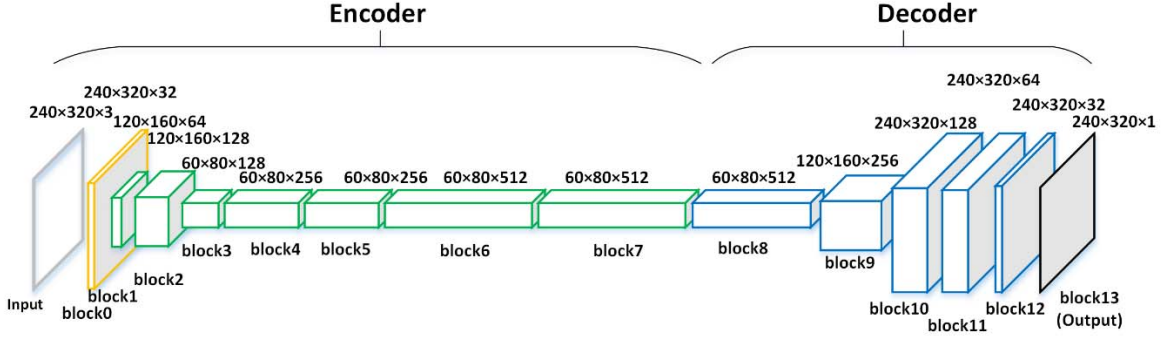 Encoder
Decoder
240×320×3
240×320×32
120×160×64
120×160×128
60×80×128
60×80×256
60×80×256
60×80×512
60×80×512
60×80×512
120×160×256
240×320×128
240×320×64
240×320×32
240×320×1
Input
block0
block1
block2
block3
block4
block5
block6
block7
block8
block9
block10
block11
block12
block13
(Output)